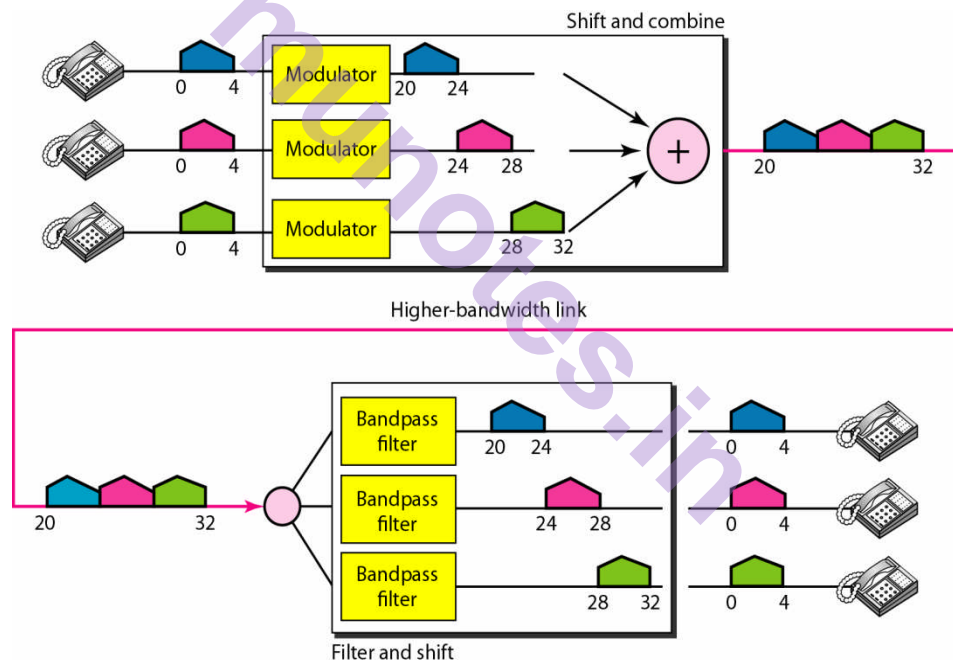 Shift and combine
Modulator
0 4
20 24
Modulator
0 4
24 28
+
20 32
Modulator
0 4
28 32
Higher-bandwidth link
Bandpass
filter
20 24
0 4
20 32
Bandpass
filter
24 28
0 4
Bandpass
filter
28 32
0 4
Filter and shift
munotes.in